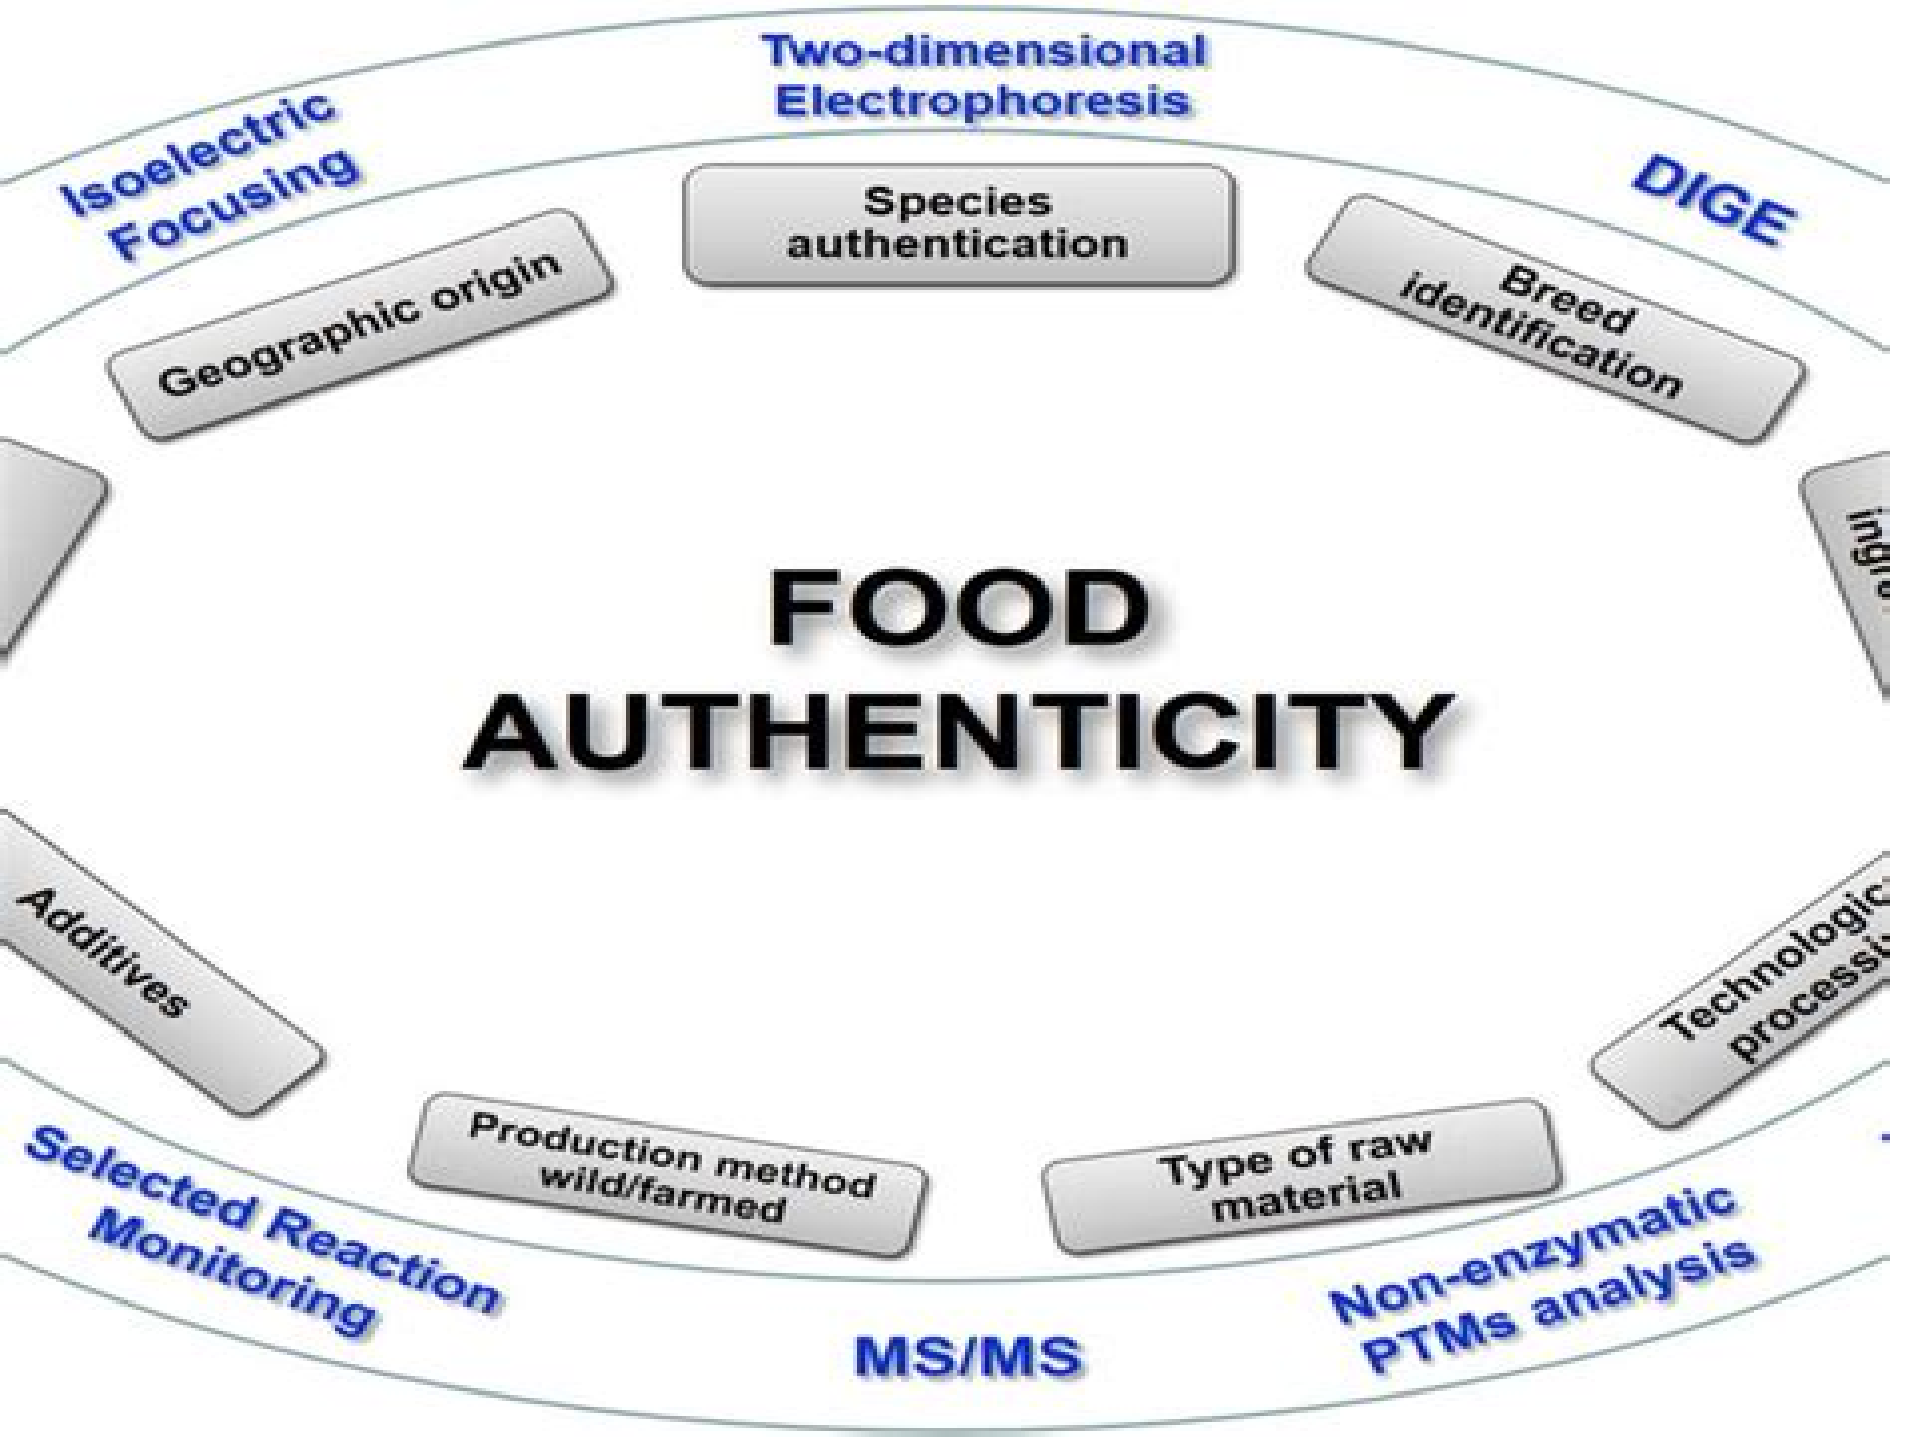 Two-dimensional
Electrophoresis
Isoelectric
Focusing
DIGE
Species
authentication
Geographic origin
Breed
identification
FOOD
AUTHENTICITY
Additives
Production method
wild/farmed
Type of raw
material
Selected Reaction
Monitoring
MS/MS
Non-enzymatic
PTMs analysis